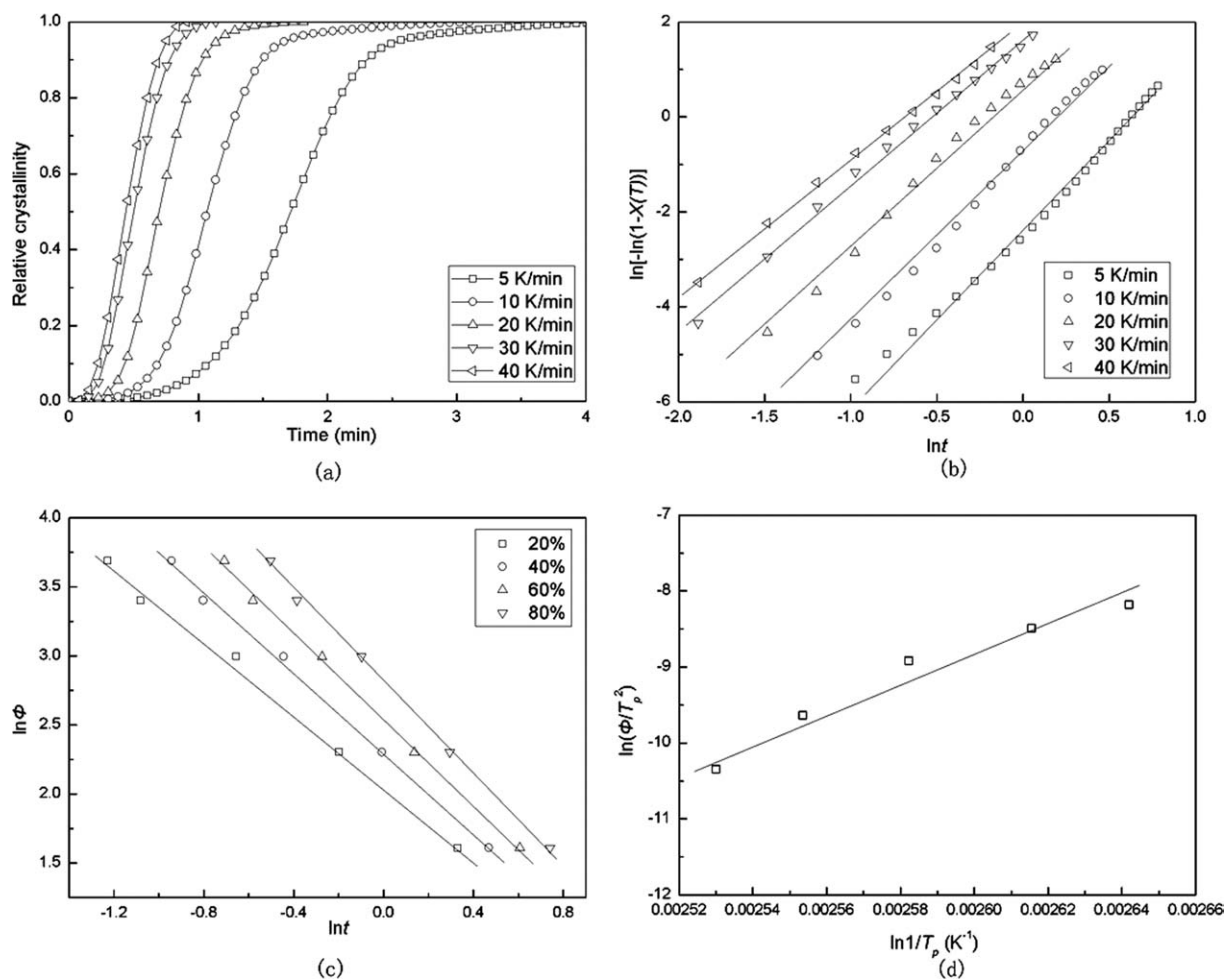 1.0
0.8
0.6
0.4
0.2
0.0
Relative crystallinity
0 1 2 3 4
Time (min)
5 K/min
10 K/min
20 K/min
30 K/min
40 K/min
(a)
2
0
-2
-4
-6
ln[-ln(1-X(T))]
-2.0 -1.5 -1.0 -0.5 0.0 0.5 1.0
lnt
5 K/min
10 K/min
20 K/min
30 K/min
40 K/min
(b)
4.0
3.5
3.0
2.5
2.0
1.5
lnΦ
-1.2 -0.8 -0.4 0.0 0.4 0.8
lnt
20%
40%
60%
80%
(c)
-7
-8
-9
-10
-11
-12
ln(Φ/Tp²)
0.00252 0.00254 0.00256 0.00258 0.00260 0.00262 0.00264 0.00266
ln1/Tp (K⁻¹)
(d)